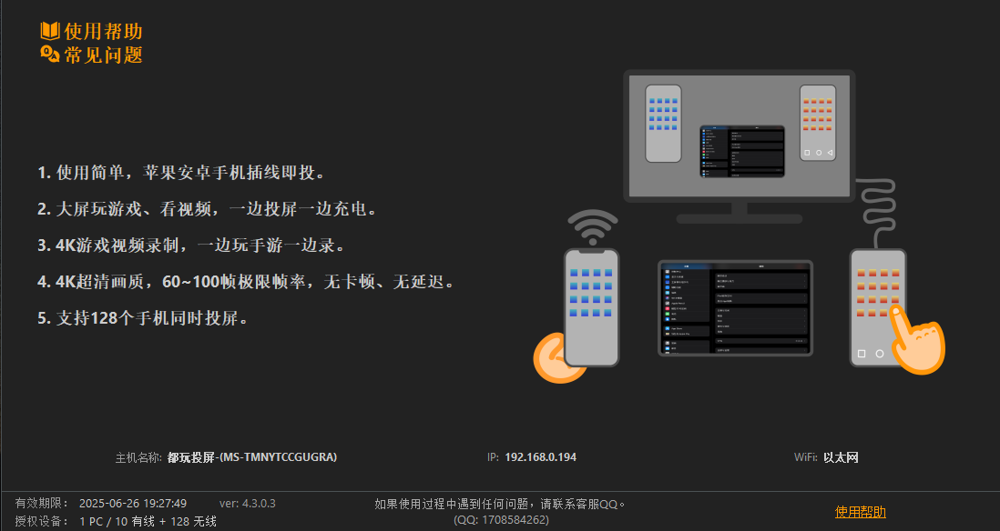 使用帮助
常见问题
1. 使用简单，苹果安卓手机插线即投。
2. 大屏玩游戏、看视频，一边投屏一边充电。
3. 4K游戏视频录制，一边玩手游一边录。
4. 4K超清画质，60~100帧极限帧率，无卡顿、无延迟。
5. 支持128个手机同时投屏。
主机名称: 都玩投屏-(MS-TMNYTCCGUGRA)
IP: 192.168.0.194
WiFi: 以太网
有效期限： 2025-06-26 19:27:49 ver: 4.3.0.3
授权设备： 1 PC / 10 有线 + 128 无线
如果使用过程中遇到任何问题，请联系客服QQ。
(QQ: 1708584262)
使用帮助